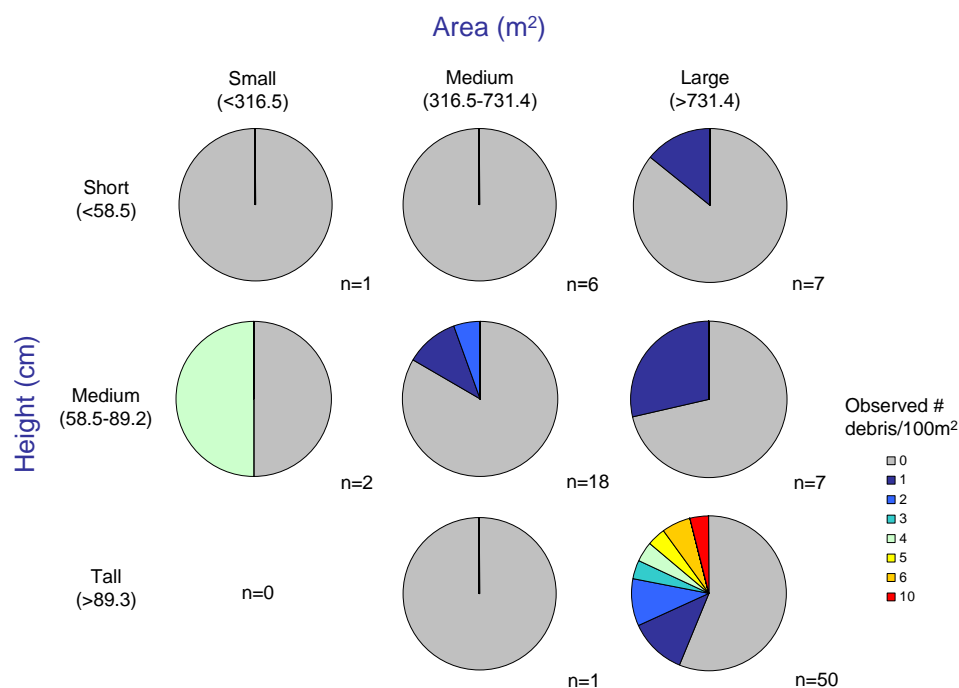 Area (m²)
Small
(<316.5)
Medium
(316.5-731.4)
Large
(>731.4)
Height (cm)
Short
(<58.5)
n=1
n=6
n=7
Medium
(58.5-89.2)
n=2
n=18
n=7
Tall
(>89.3)
n=0
n=1
n=50
Observed #
debris/100m²
0
1
2
3
4
5
6
10